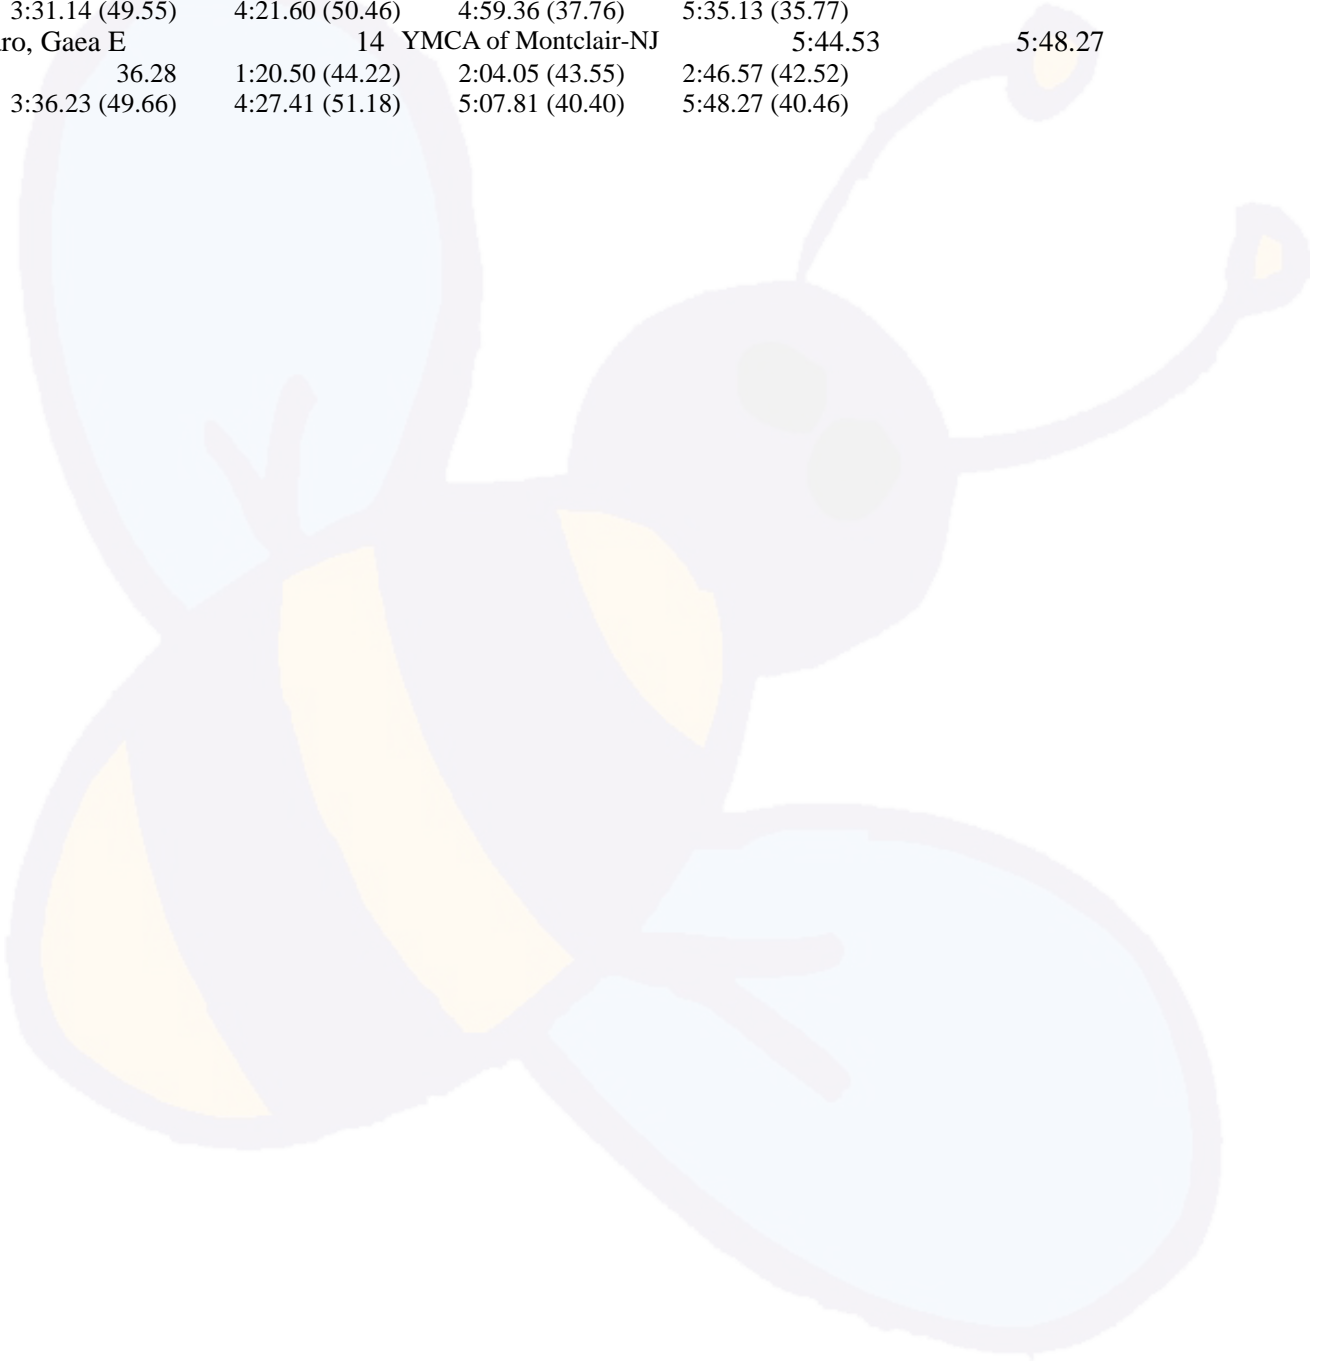 3:31.14 (49.55) 4:21.60 (50.46) 4:59.36 (37.76) 5:35.13 (35.77)
ro, Gaea E 14 YMCA of Montclair-NJ 5:44.53 5:48.27
36.28 1:20.50 (44.22) 2:04.05 (43.55) 2:46.57 (42.52)
3:36.23 (49.66) 4:27.41 (51.18) 5:07.81 (40.40) 5:48.27 (40.46)